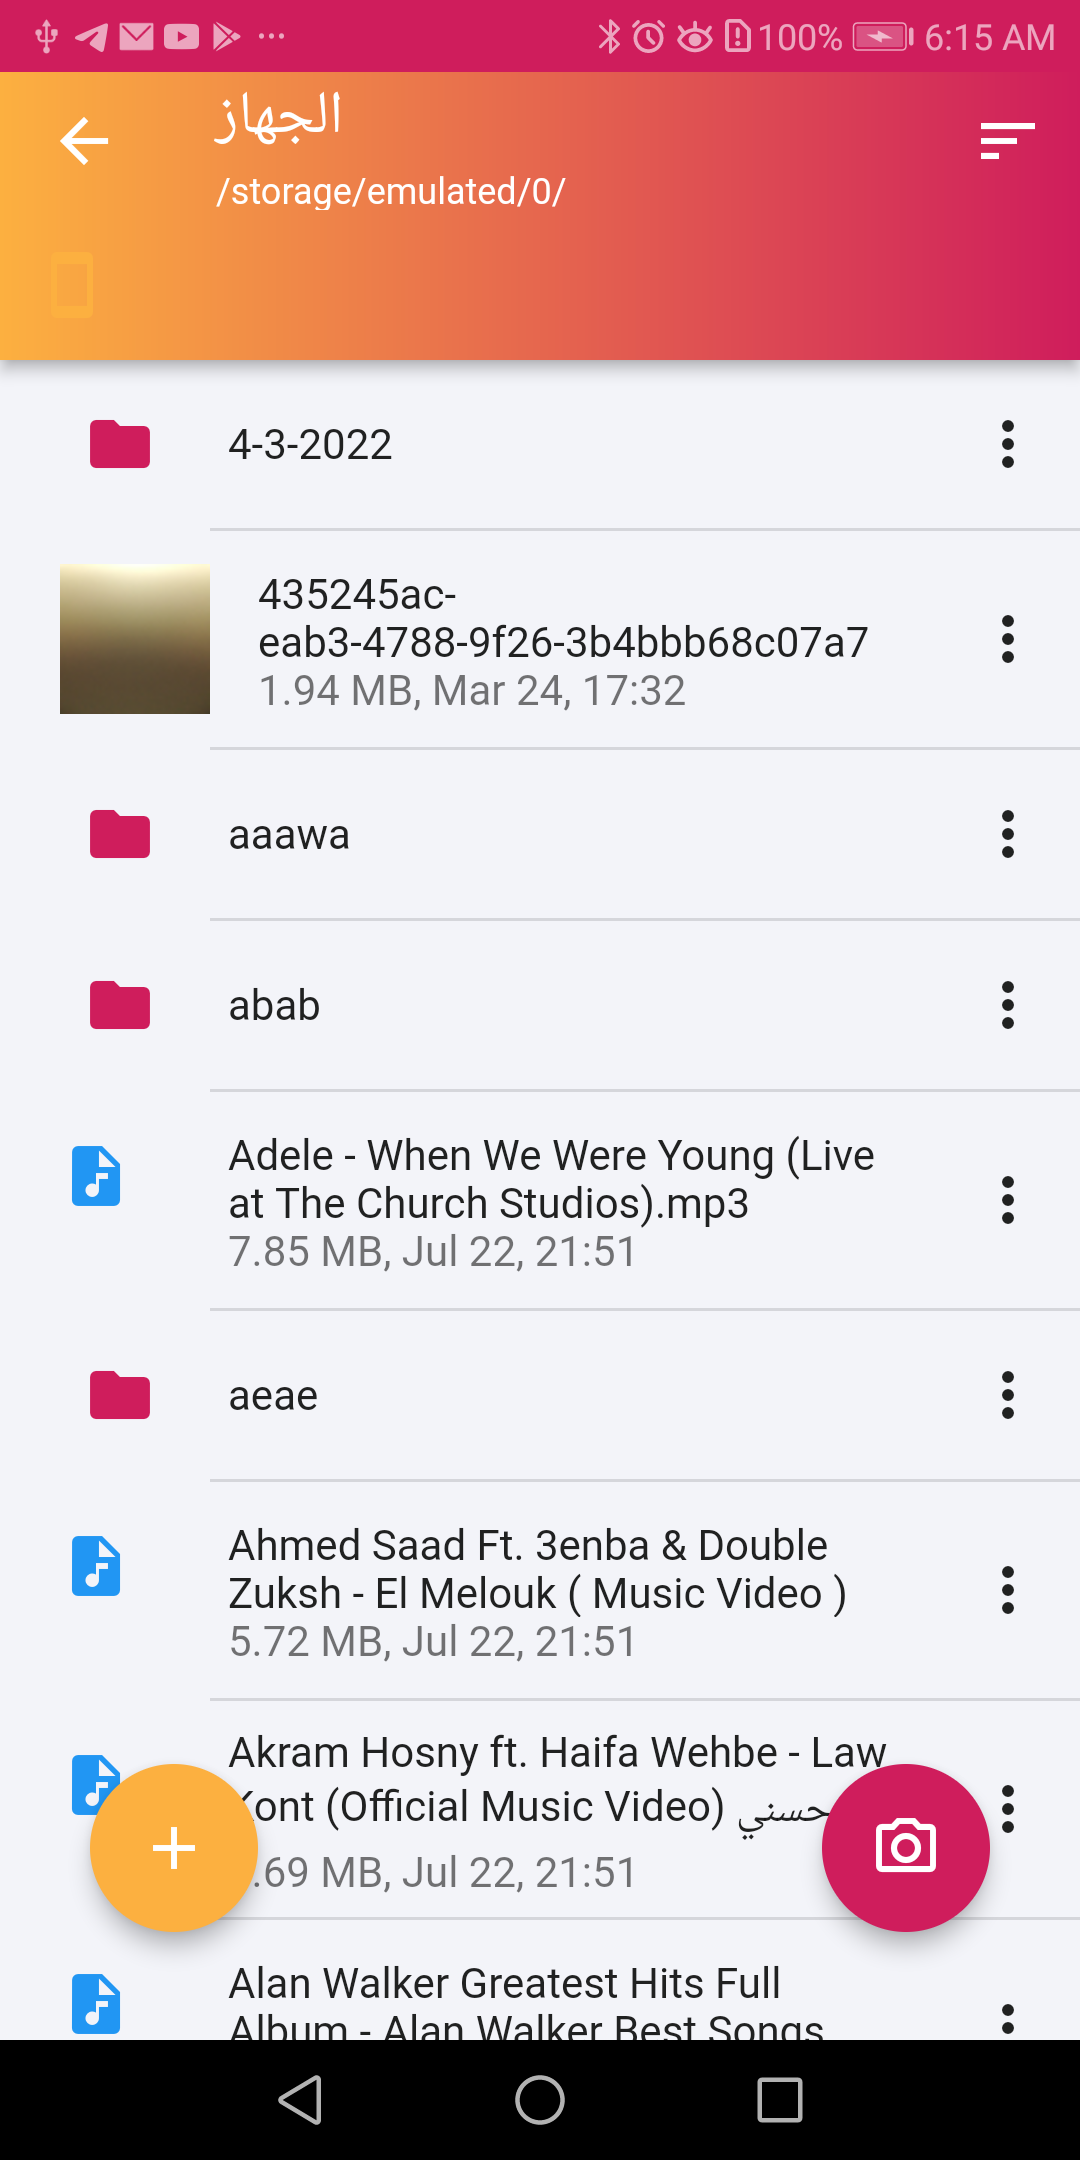 100% 6:15 AM
الجهاز
/storage/emulated/0/
4-3-2022
435245ac-
eab3-4788-9f26-3b4bbb68c07a7
1.94 MB, Mar 24, 17:32
aaawa
abab
Adele - When We Were Young (Live
at The Church Studios).mp3
7.85 MB, Jul 22, 21:51
aeae
Ahmed Saad Ft. 3enba & Double
Zuksh - El Melouk ( Music Video )
5.72 MB, Jul 22, 21:51
Akram Hosny ft. Haifa Wehbe - Law
Kont (Official Music Video) حسني
.69 MB, Jul 22, 21:51
Alan Walker Greatest Hits Full
Album - Alan Walker Best Songs